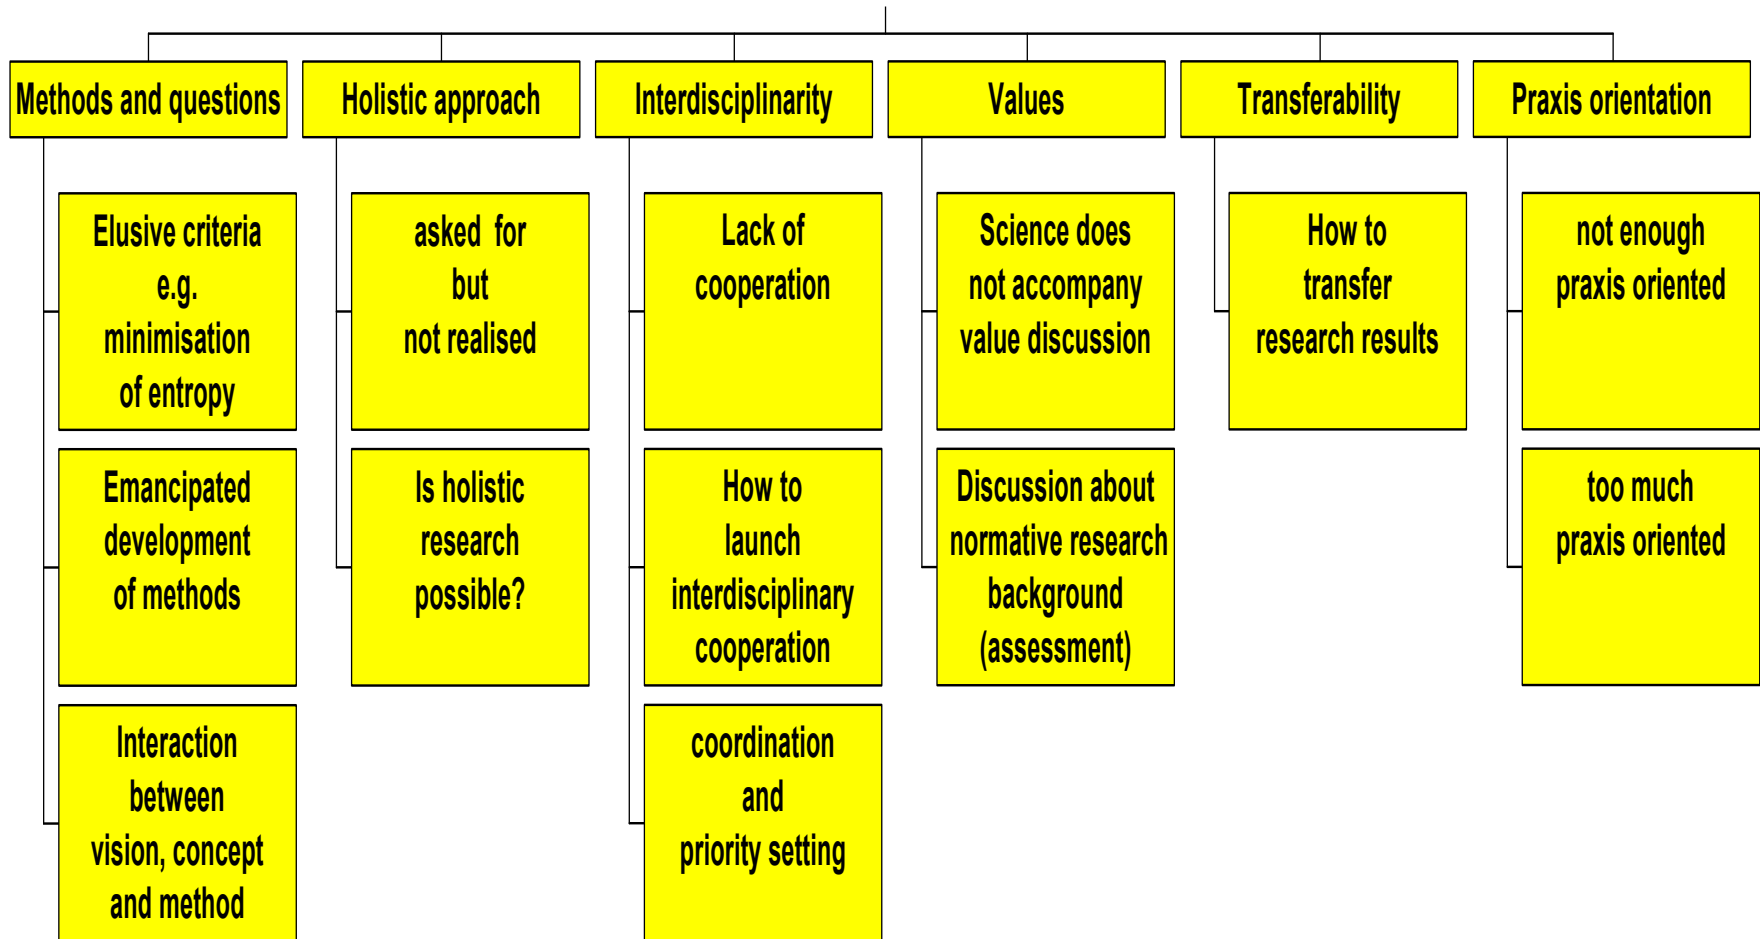 Methods and questions
Holistic approach
Interdisciplinarity
Values
Transferability
Praxis orientation
Elusive criteria
e.g.
minimisation
of entropy
Emancipated
development
of methods
Interaction
between
vision, concept
and method
asked for
but
not realised
Is holistic
research
possible?
Lack of
cooperation
How to
launch
interdisciplinary
cooperation
coordination
and
priority setting
Science does
not accompany
value discussion
Discussion about
normative research
background
(assessment)
How to
transfer
research results
not enough
praxis oriented
too much
praxis oriented